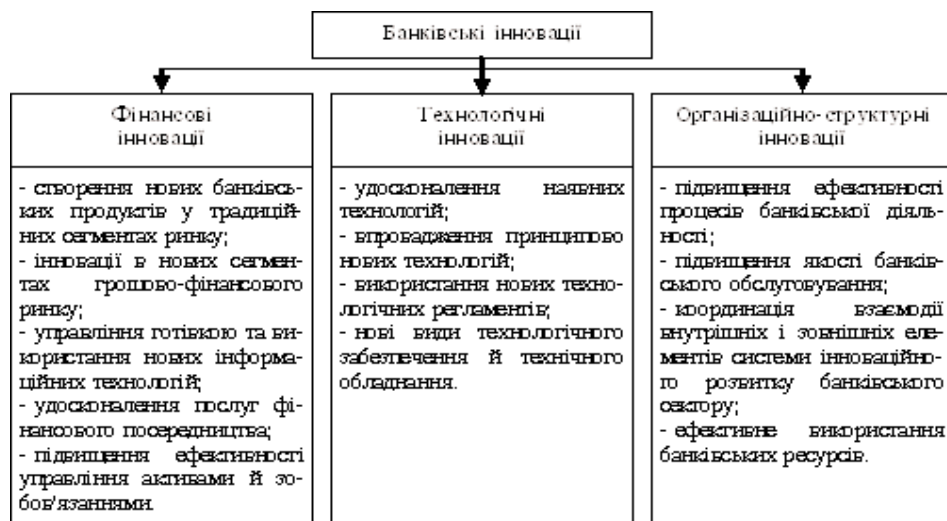 Банківські інновації
Фінансові
інновації
- створення нових банківсь-
ких продуктів у традицій-
них сегментах ринку;
- інновації в нових сегмен-
тах грошово-фінансового
ринку;
- управління готівкою та ви-
користання нових інформа-
ційних технологій;
- удосконалення послуг фі-
нансового посередництва;
- підвищення ефективності
управління активами й зо-
бов'язаннями.
Технологічні
інновації
- удосконалення наявних
технологій;
- впровадження принципово
нових технологій;
- використання нових техно-
логічних регламентів;
- нові види технологічного
забезпечення й технічного
обладнання.
Організаційно-структурні
інновації
- підвищення ефективності
процесів банківської діяль-
ності;
- підвищення якості банків-
ського обслуговування;
- координація взаємодії
внутрішніх і зовнішніх еле-
ментів системи інноваційно-
го розвитку банківського
сектору;
- ефективне використання
банківських ресурсів.